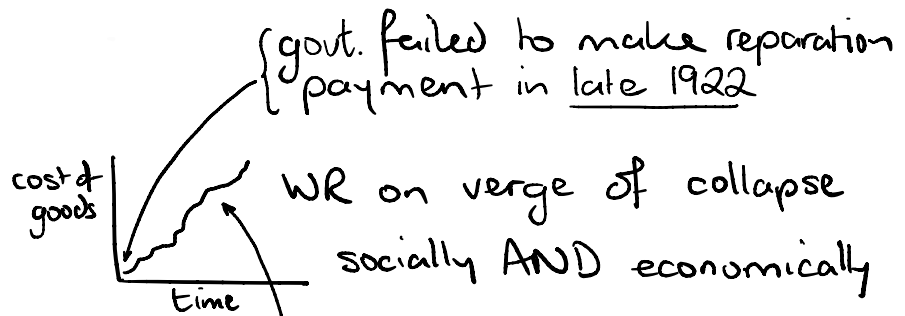 govt. failed to make reparation
payment in late 1922
cost of
goods
WR on verge of collapse
socially AND economically
time